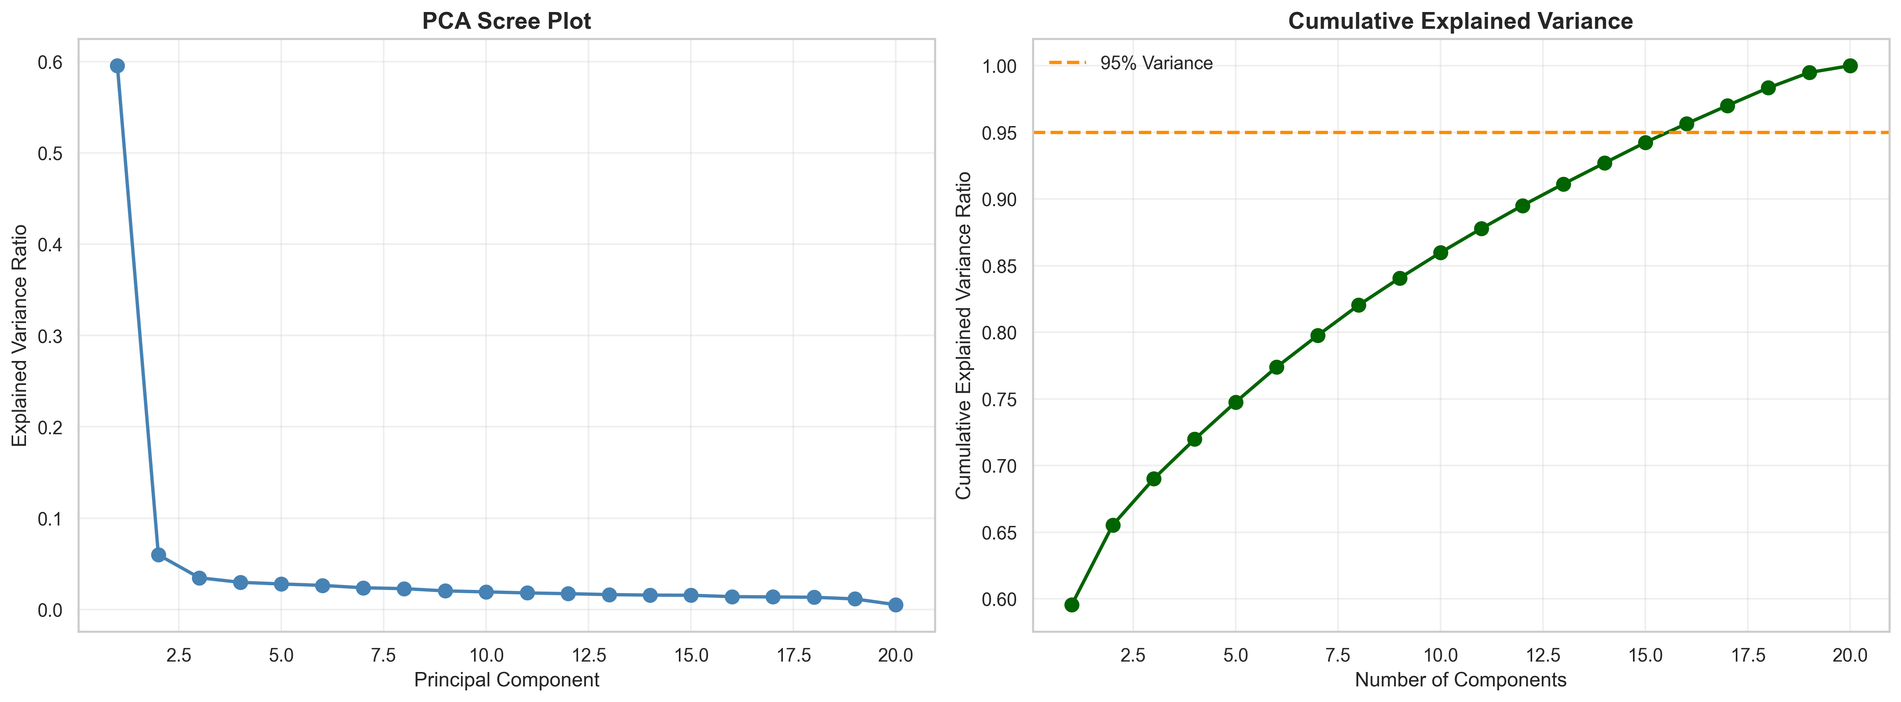 PCA Scree Plot
Explained Variance Ratio
0.6
0.5
0.4
0.3
0.2
0.1
0.0
2.5 5.0 7.5 10.0 12.5 15.0 17.5 20.0
Principal Component
Cumulative Explained Variance
95% Variance
Cumulative Explained Variance Ratio
1.00
0.95
0.90
0.85
0.80
0.75
0.70
0.65
0.60
2.5 5.0 7.5 10.0 12.5 15.0 17.5 20.0
Number of Components